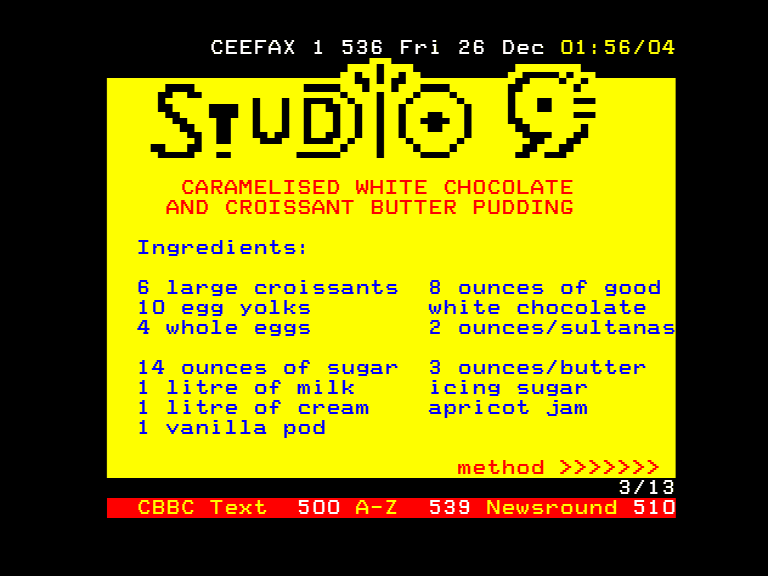 CEEFAX 1 536 Fri 26 Dec 01:56/04
STUDIO 9
CARAMELISED WHITE CHOCOLATE
AND CROISSANT BUTTER PUDDING
Ingredients:
6 large croissants 8 ounces of good
10 egg yolks white chocolate
4 whole eggs 2 ounces/sultanas
14 ounces of sugar 3 ounces/butter
1 litre of milk icing sugar
1 litre of cream apricot jam
1 vanilla pod
method >>>>>>>
3/13
CBBC Text 500 A-Z 539 Newsround 510